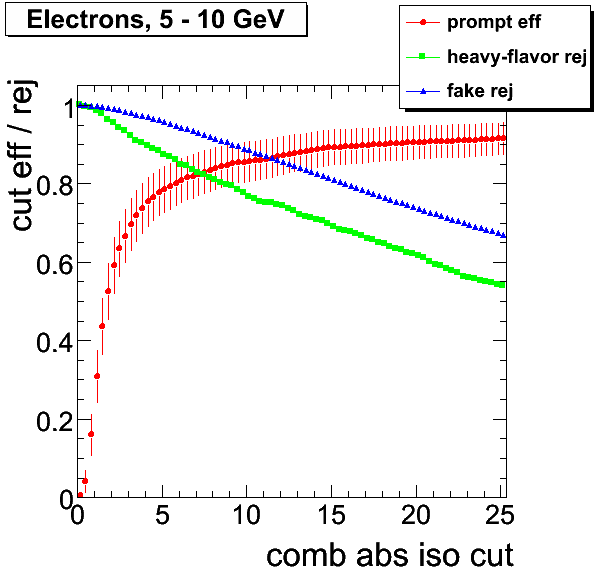 Electrons, 5 - 10 GeV
prompt eff
heavy-flavor rej
fake rej
cut eff / rej
1
0.8
0.6
0.4
0.2
0
0 5 10 15 20 25
comb abs iso cut